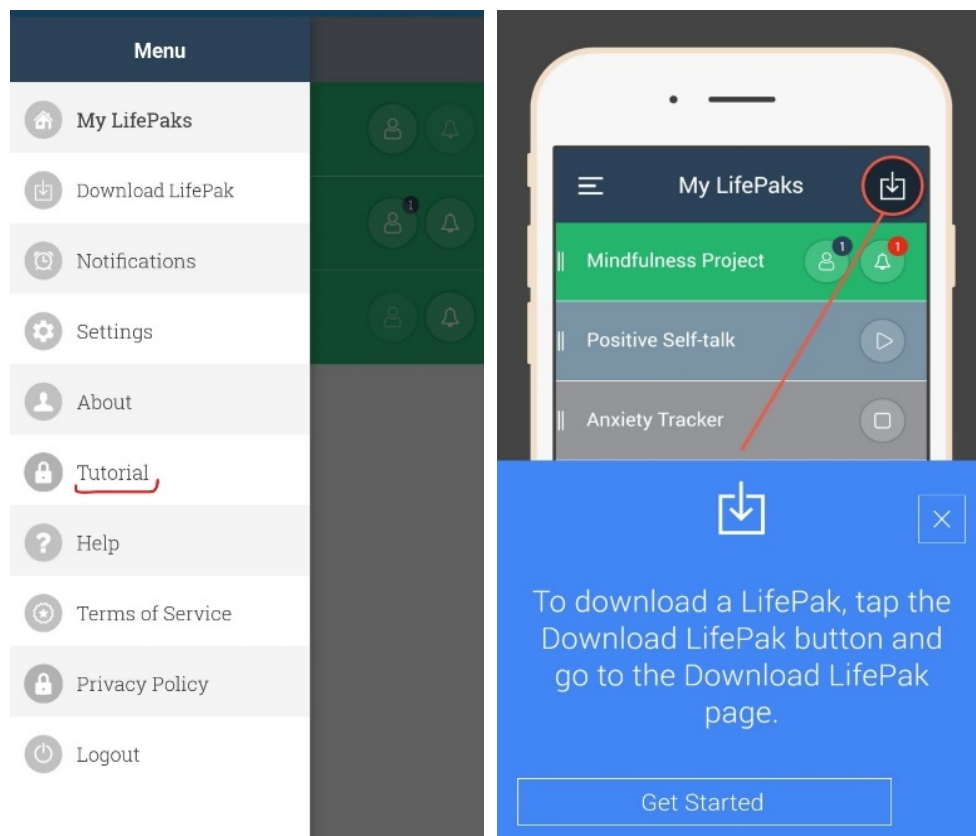 Menu
My LifePaks
Download LifePak
Notifications
Settings
About
Tutorial
Help
Terms of Service
Privacy Policy
Logout
1
My LifePaks
Mindfulness Project
1
1
Positive Self-talk
Anxiety Tracker
To download a LifePak, tap the
Download LifePak button and
go to the Download LifePak
page.
Get Started